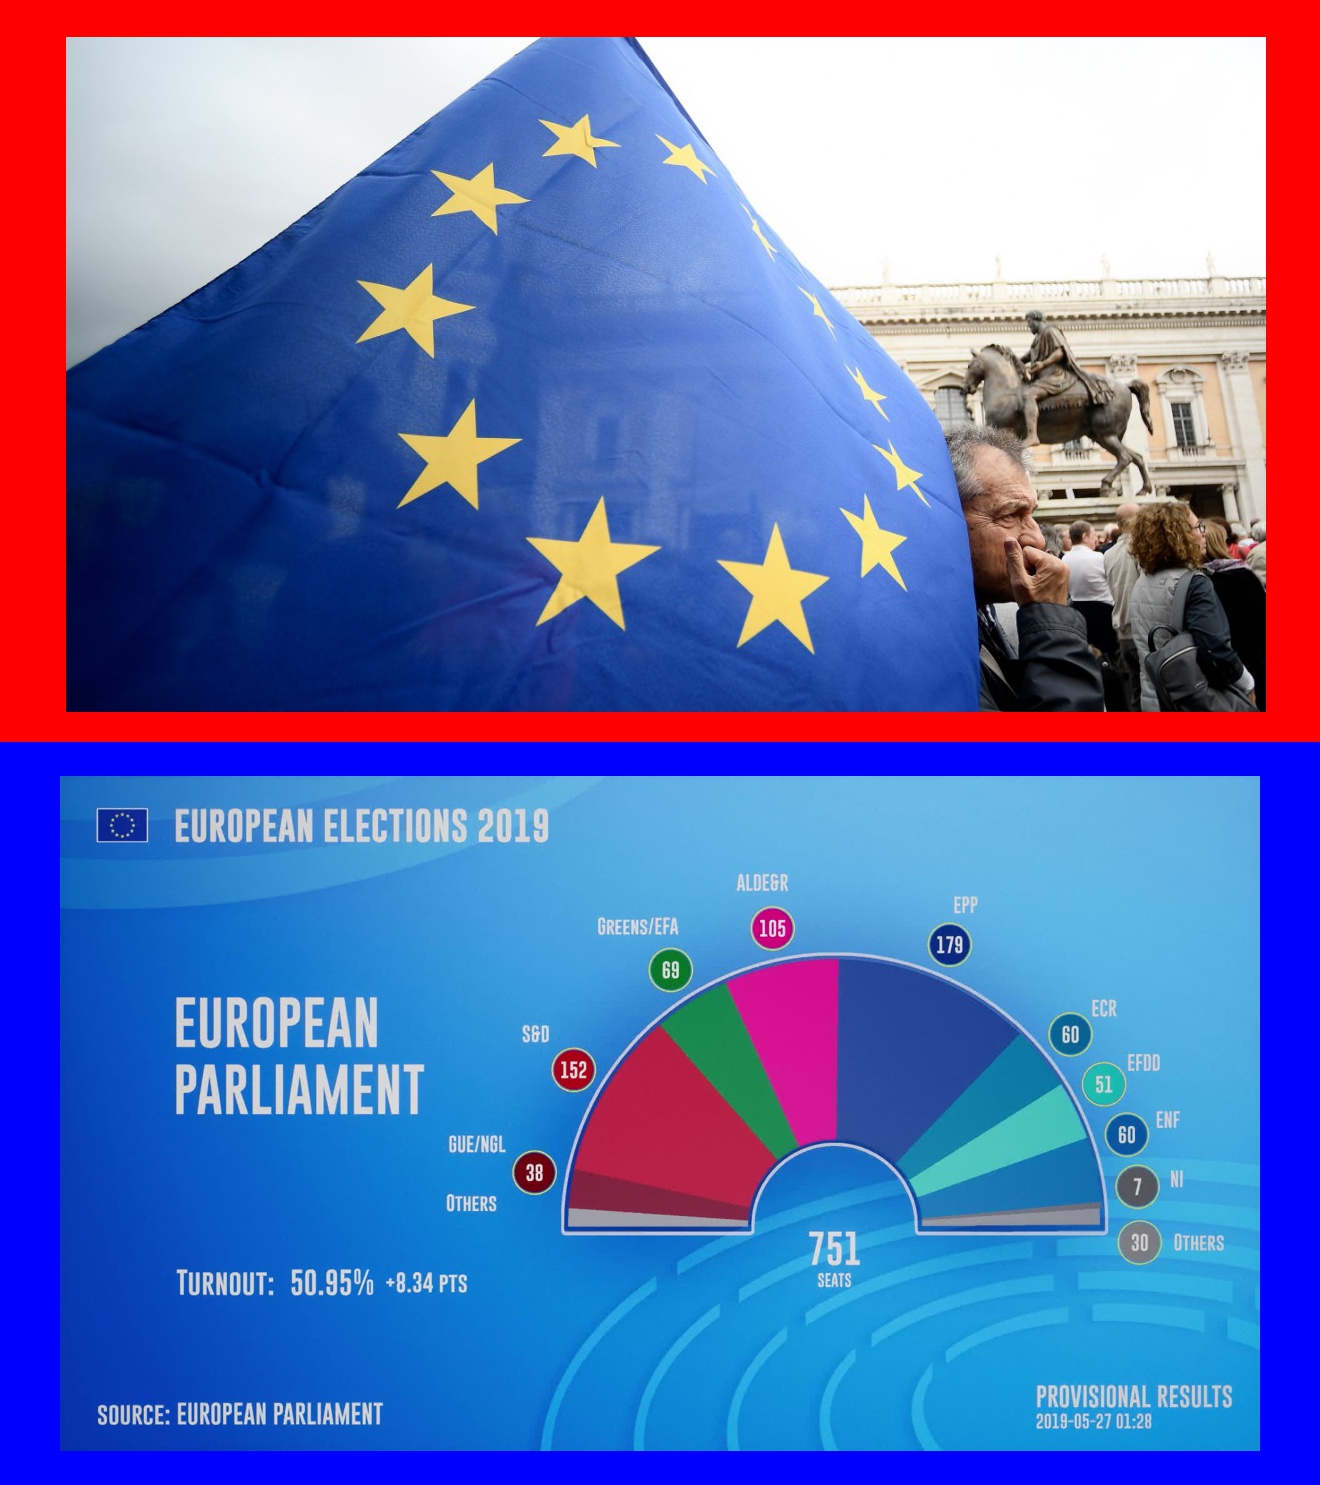 EUROPEAN ELECTIONS 2019
ALDE&R
105
EPP
179
GREENS/EFA
69
ECR
60
S&D
152
EFDD
51
ENF
60
GUE/NGL
38
NI
7
OTHERS
30 OTHERS
EUROPEAN
PARLIAMENT
751
SEATS
TURNOUT: 50.95% +8.34 PTS
SOURCE: EUROPEAN PARLIAMENT
PROVISIONAL RESULTS
2019-05-27 01:28